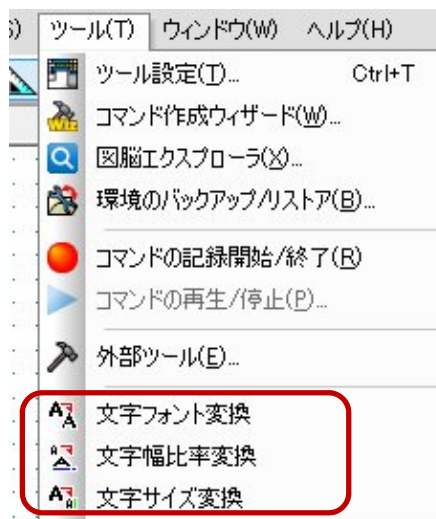 ツール(T) ウィンドウ(W) ヘルプ(H)
ツール設定(T)... Ctrl+T
コマンド作成ウィザード(W)...
図脳エクスプローラ(X)...
環境のバックアップ/リストア(B)...
コマンドの記録開始/終了(R)
コマンドの再生/停止(P)...
外部ツール(E)...
文字フォント変換
文字幅比率変換
文字サイズ変換